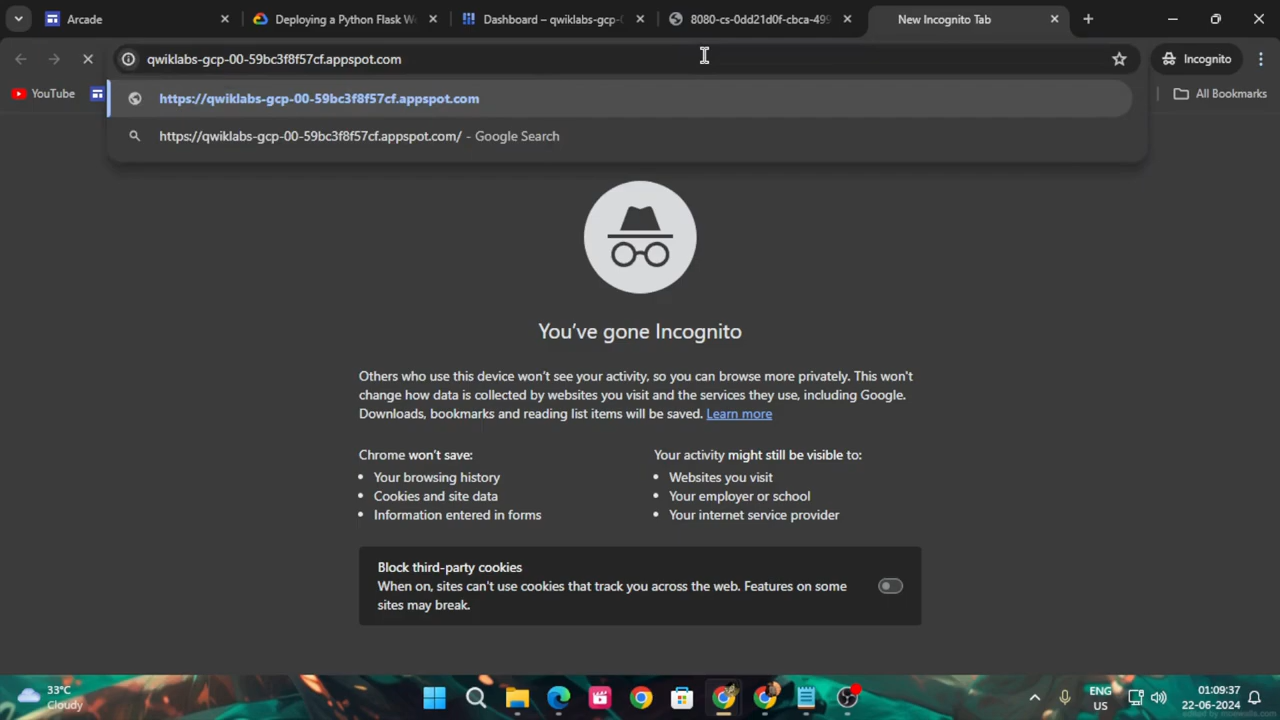 Arcade
Deploying a Python Flask W
Dashboard – qwiklabs-gcp-
8080-cs-0dd21d0f-cbca-499
New Incognito Tab
qwiklabs-gcp-00-59bc3f8f57cf.appspot.com
Incognito
YouTube
https://qwiklabs-gcp-00-59bc3f8f57cf.appspot.com
All Bookmarks
https://qwiklabs-gcp-00-59bc3f8f57cf.appspot.com/ - Google Search
You've gone Incognito
Others who use this device won't see your activity, so you can browse more privately. This won't
change how data is collected by websites you visit and the services they use, including Google.
Downloads, bookmarks and reading list items will be saved. Learn more
Chrome won't save:
• Your browsing history
• Cookies and site data
• Information entered in forms
Your activity might still be visible to:
• Websites you visit
• Your employer or school
• Your internet service provider
Block third-party cookies
When on, sites can't use cookies that track you across the web. Features on some
sites may break.
33°C
Cloudy
ENG
US
01:09:37
22-06-2024